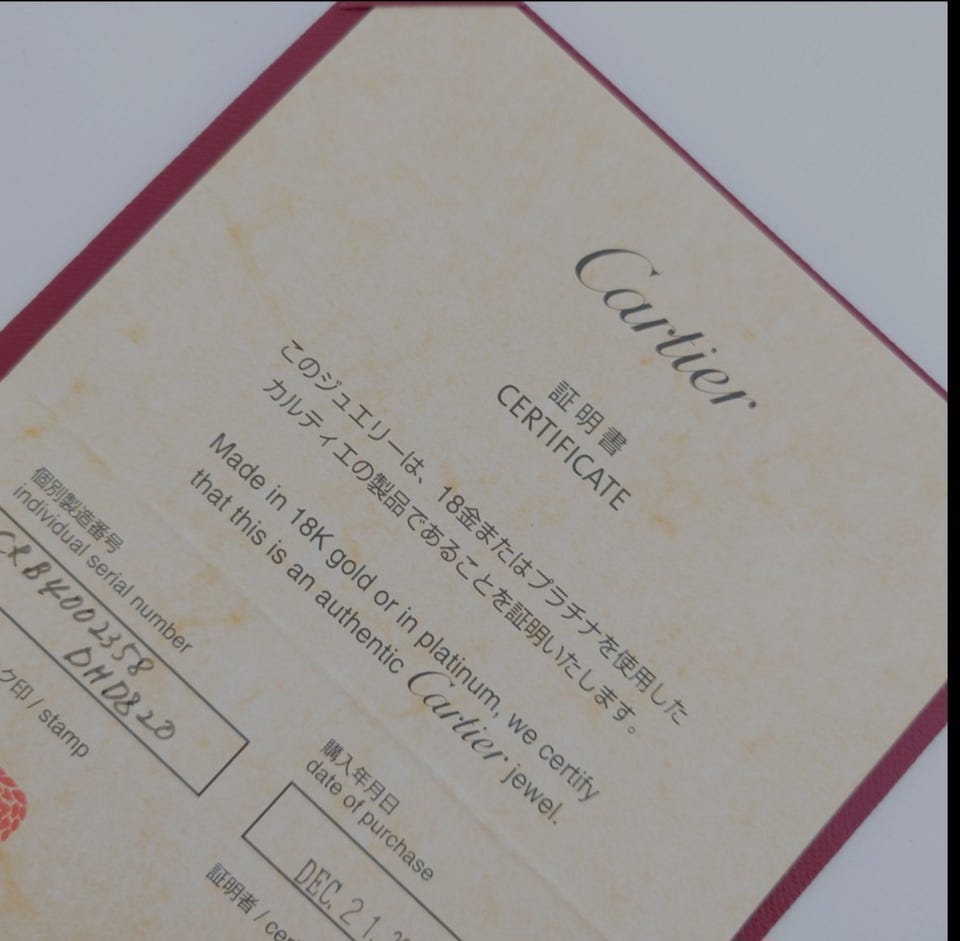 Cartier
証明書
CERTIFICATE
このジュエリーは、18金またはプラチナを使用した
カルティエの製品であることを証明いたします。
Made in 18K gold or in platinum, we certify
that this is an authentic Cartier jewel.
個別製造番号
individual serial number
CRB4002358
DHD820
ク印 / stamp
購入年月日
date of purchase
DEC. 21.
証明者 /